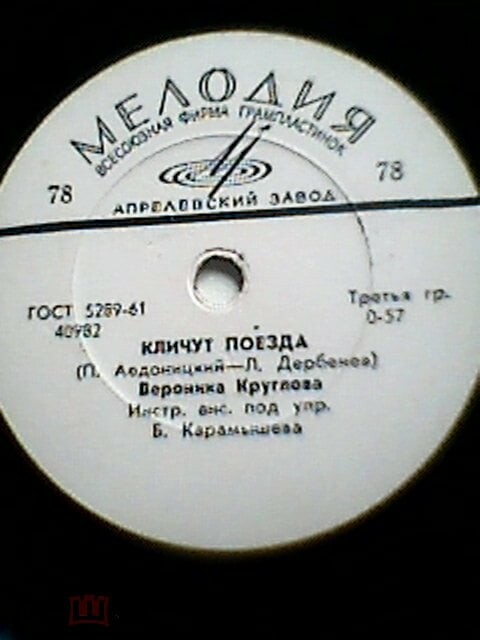 МЕЛОДИЯ
ВСЕСОЮЗНАЯ ФИРМА ГРАМПЛАСТИНОК
78
78
АПРЕЛЕВСКИЙ ЗАВОД
ГОСТ 5289-61
40982
Третья гр.
0-57
КЛИЧУТ ПОЕЗДА
(П. Аедоницкий—Л. Дербенев)
Вероника Круглова
Инстр. анс. под упр.
Б. Карамышева